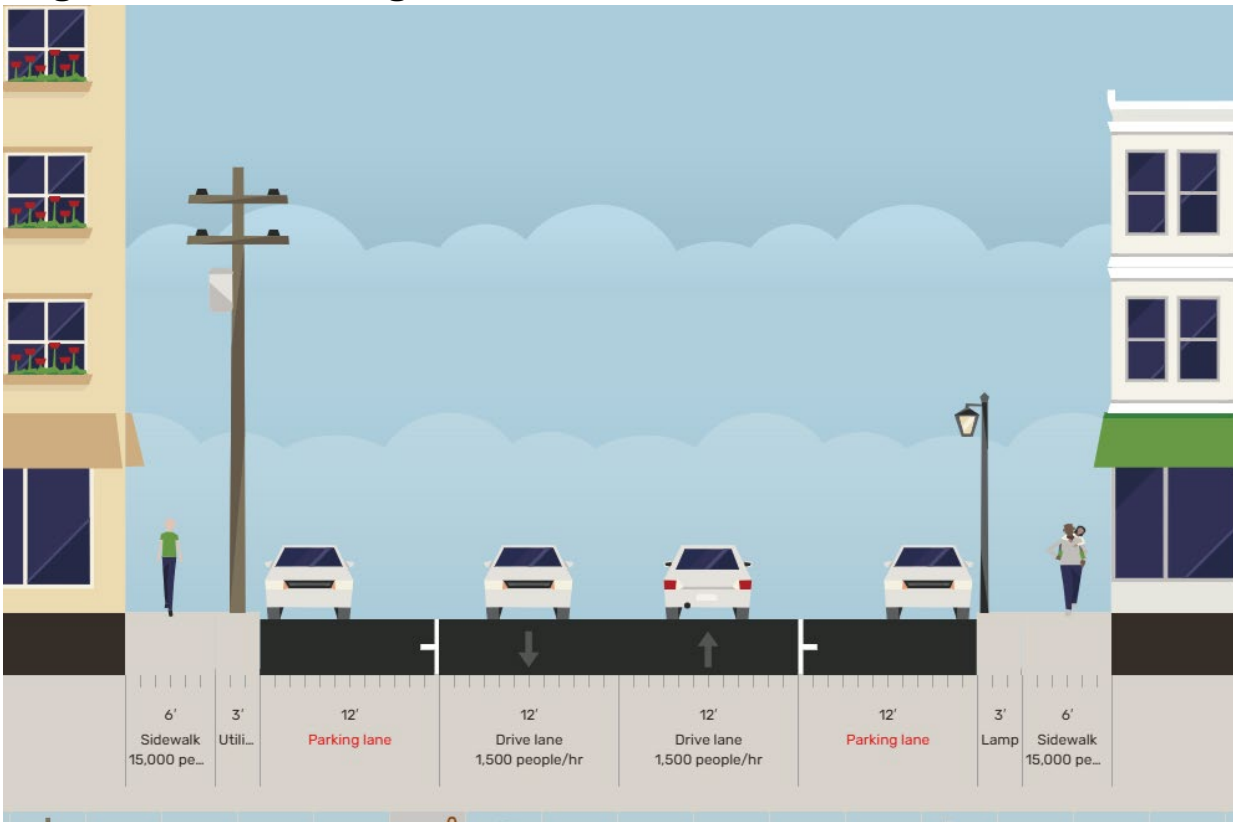 6'
Sidewalk
15,000 pe…
3'
Utili…
12'
Parking lane
12'
Drive lane
1,500 people/hr
12'
Drive lane
1,500 people/hr
12'
Parking lane
3'
Lamp
6'
Sidewalk
15,000 pe…